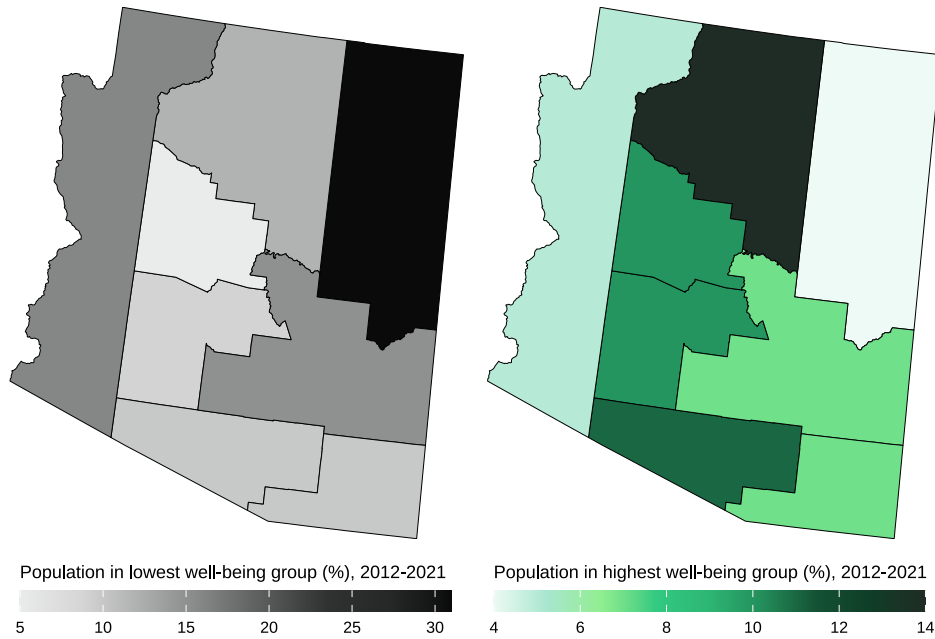 Population in lowest well-being group (%), 2012-2021
5 10 15 20 25 30
Population in highest well-being group (%), 2012-2021
4 6 8 10 12 14